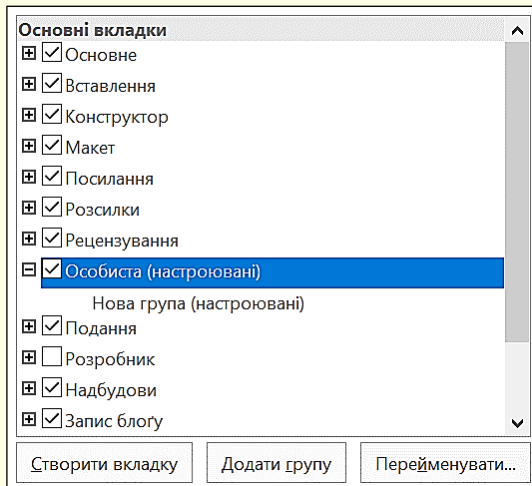 Основні вкладки
Основне
Вставлення
Конструктор
Макет
Посилання
Розсилки
Рецензування
Особиста (настроювані)
Нова група (настроювані)
Подання
Розробник
Надбудови
Запис блоґу
Створити вкладку Додати групу Перейменувати...